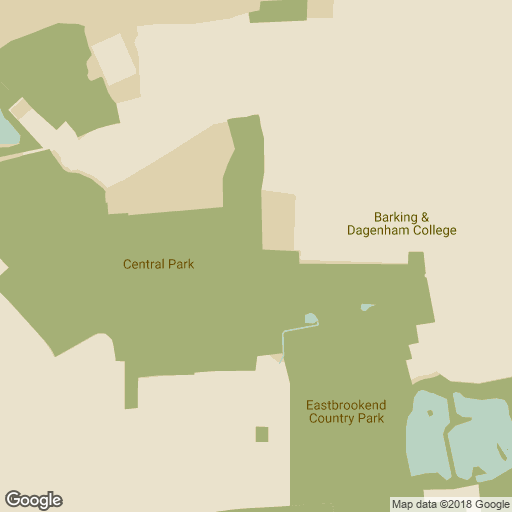 Barking &
Dagenham College
Central Park
Eastbrookend
Country Park
Google
Map data ©2018 Google